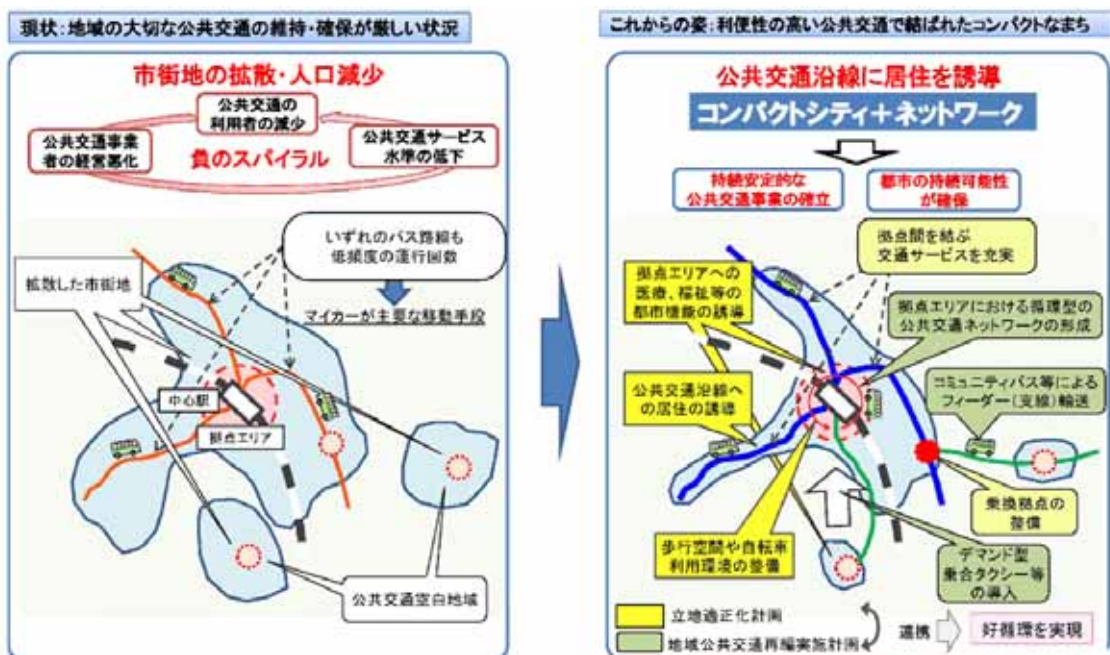 現状：地域の大切な公共交通の維持・確保が厳しい状況
市街地の拡散・人口減少
公共交通の
利用者の減少
公共交通事業
者の経営悪化
負のスパイラル
公共交通サービス
水準の低下
いずれのバス路線も
低頻度の運行回数
マイカーが主要な移動手段
拡散した市街地
中心駅
拠点エリア
公共交通空白地域
これからの姿：利便性の高い公共交通で結ばれたコンパクトなまち
公共交通沿線に居住を誘導
コンパクトシティ＋ネットワーク
持続安定的な
公共交通事業の確立
都市の持続可能性
が確保
拠点間を結ぶ
交通サービスを充実
拠点エリアへの
医療、福祉等の
都市機能の誘導
拠点エリアにおける循環型の
公共交通ネットワークの形成
公共交通沿線へ
の居住の誘導
コミュニティバス等による
フィーダー（支線）輸送
乗換拠点の
整備
歩行空間や自転車
利用環境の整備
デマンド型
乗合タクシー等
の導入
立地適正化計画
地域公共交通再編実施計画
連携
好循環を実現